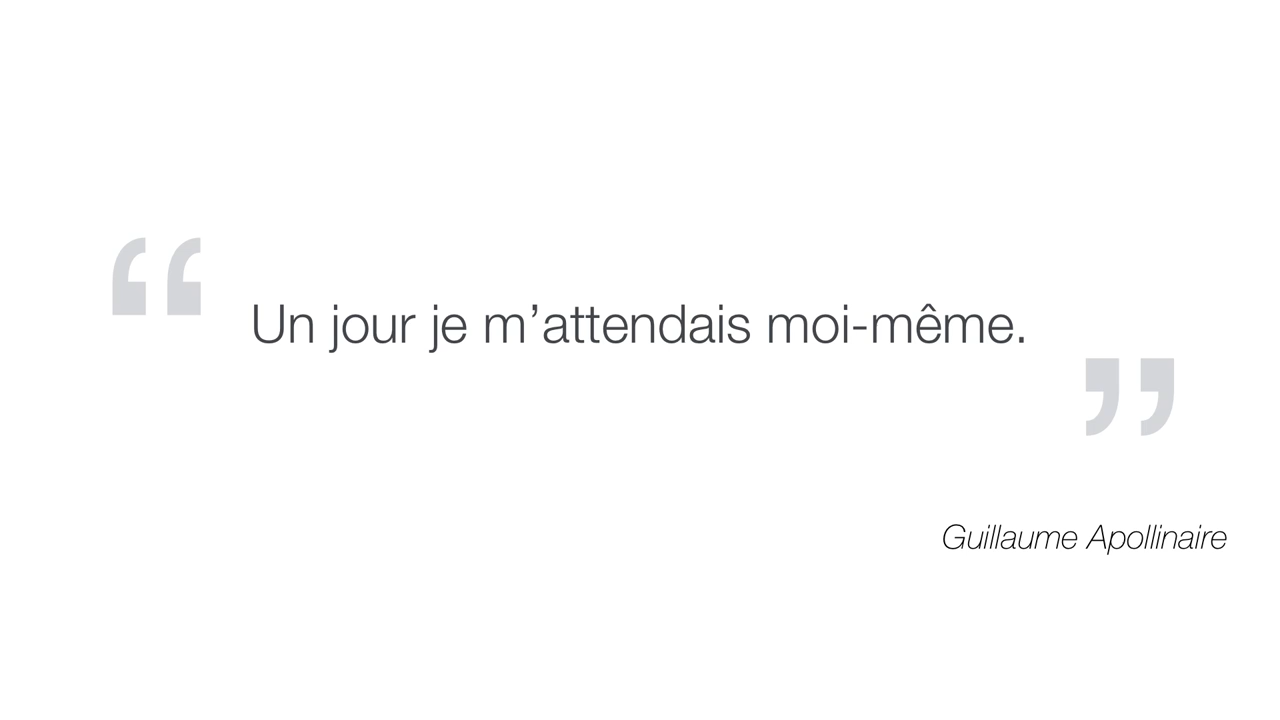 “
Un jour je m’attendais moi-même.
”
Guillaume Apollinaire